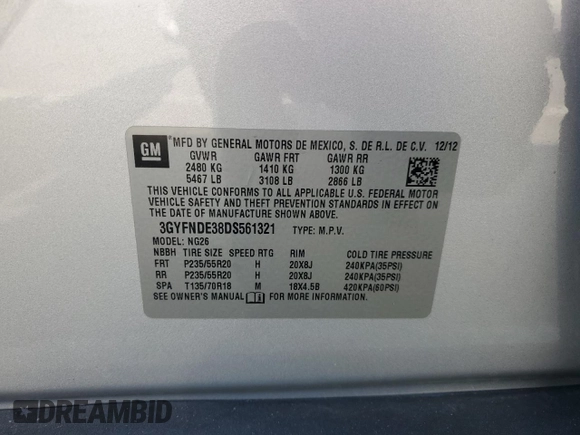 GM
MFD BY GENERAL MOTORS DE MEXICO, S. DE R.L. DE C.V. 12/12
GVWR GAWR FRT GAWR RR
2480 KG 1410 KG 1300 KG
5467 LB 3108 LB 2866 LB
THIS VEHICLE CONFORMS TO ALL APPLICABLE U.S. FEDERAL MOTOR
VEHICLE SAFETY AND THEFT PREVENTION STANDARDS IN EFFECT ON
THE DATE OF MANUFACTURE SHOWN ABOVE.
3GYFNDE38DS561321 TYPE: M.P.V.
MODEL: NG26
NBBH TIRE SIZE SPEED RTG RIM COLD TIRE PRESSURE
FRT P235/55R20 H 20X8J 240KPA(35PSI)
RR P235/55R20 H 20X8J 240KPA(35PSI)
SPA T135/70R18 M 18X4.5B 420KPA(60PSI)
SEE OWNER'S MANUAL FOR MORE INFORMATION.
DREAMBID